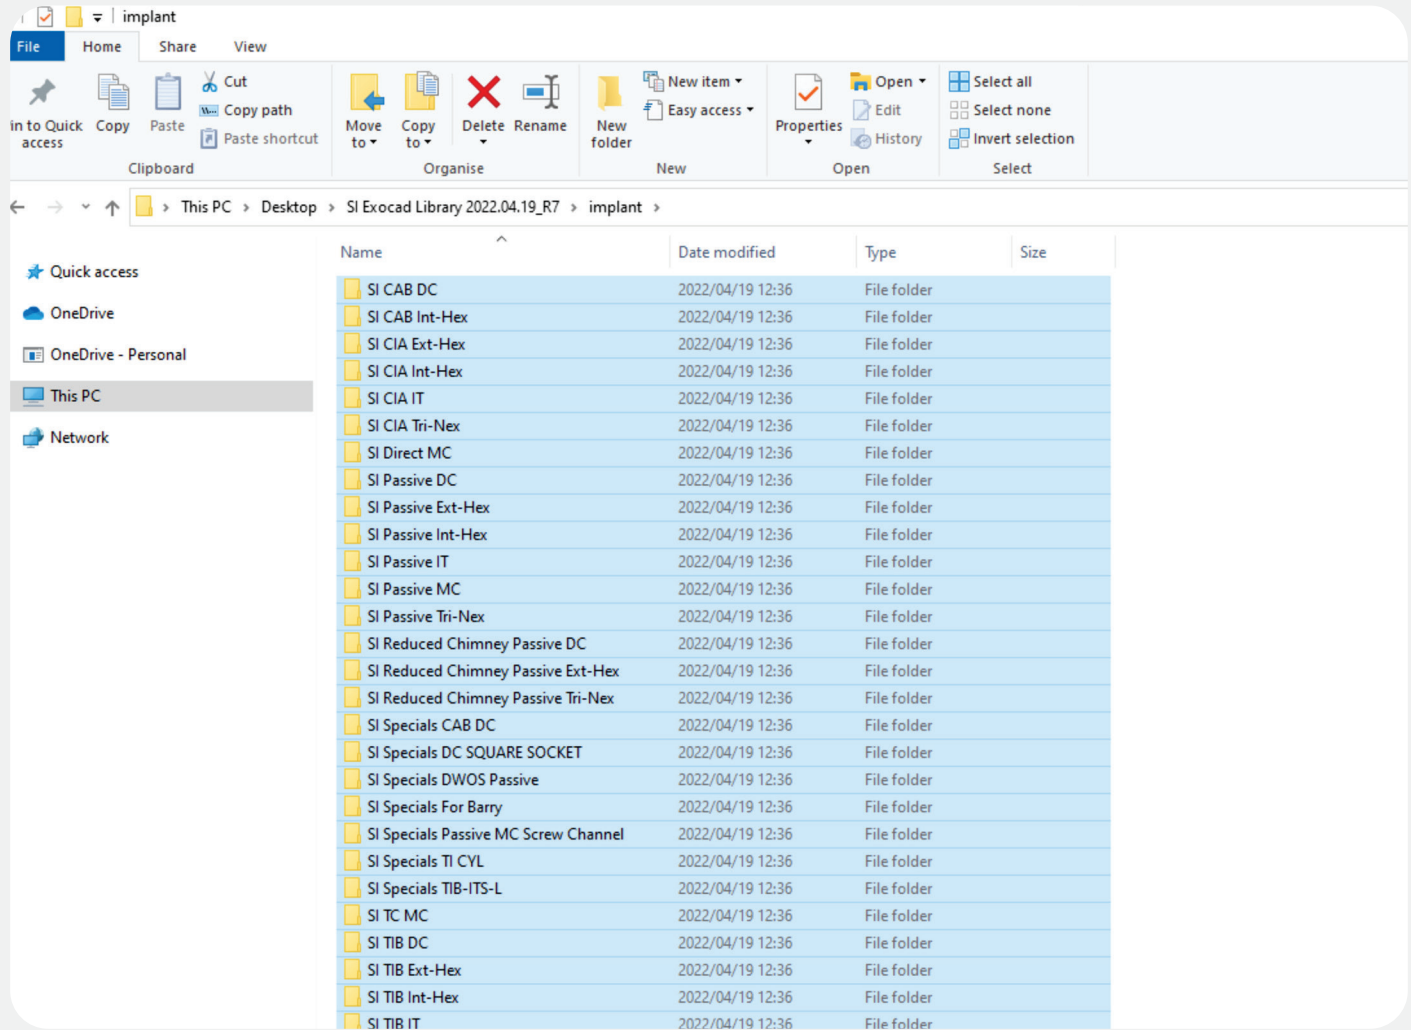 implant
File Home Share View
in to Quick access
Copy
Paste
Cut
Copy path
Paste shortcut
Clipboard
Move to
Copy to
Delete
Rename
Organise
New folder
New item
Easy access
New
Properties
Open
Edit
History
Open
Select all
Select none
Invert selection
Select
This PC > Desktop > SI Exocad Library 2022.04.19_R7 > implant >
Quick access
OneDrive
OneDrive - Personal
This PC
Network
Name Date modified Type Size
SI CAB DC 2022/04/19 12:36 File folder
SI CAB Int-Hex 2022/04/19 12:36 File folder
SI CIA Ext-Hex 2022/04/19 12:36 File folder
SI CIA Int-Hex 2022/04/19 12:36 File folder
SI CIA IT 2022/04/19 12:36 File folder
SI CIA Tri-Nex 2022/04/19 12:36 File folder
SI Direct MC 2022/04/19 12:36 File folder
SI Passive DC 2022/04/19 12:36 File folder
SI Passive Ext-Hex 2022/04/19 12:36 File folder
SI Passive Int-Hex 2022/04/19 12:36 File folder
SI Passive IT 2022/04/19 12:36 File folder
SI Passive MC 2022/04/19 12:36 File folder
SI Passive Tri-Nex 2022/04/19 12:36 File folder
SI Reduced Chimney Passive DC 2022/04/19 12:36 File folder
SI Reduced Chimney Passive Ext-Hex 2022/04/19 12:36 File folder
SI Reduced Chimney Passive Tri-Nex 2022/04/19 12:36 File folder
SI Specials CAB DC 2022/04/19 12:36 File folder
SI Specials DC SQUARE SOCKET 2022/04/19 12:36 File folder
SI Specials DWOS Passive 2022/04/19 12:36 File folder
SI Specials For Barry 2022/04/19 12:36 File folder
SI Specials Passive MC Screw Channel 2022/04/19 12:36 File folder
SI Specials TI CYL 2022/04/19 12:36 File folder
SI Specials TIB-ITS-L 2022/04/19 12:36 File folder
SI TC MC 2022/04/19 12:36 File folder
SI TIB DC 2022/04/19 12:36 File folder
SI TIB Ext-Hex 2022/04/19 12:36 File folder
SI TIB Int-Hex 2022/04/19 12:36 File folder
SI TIB IT 2022/04/19 12:36 File folder